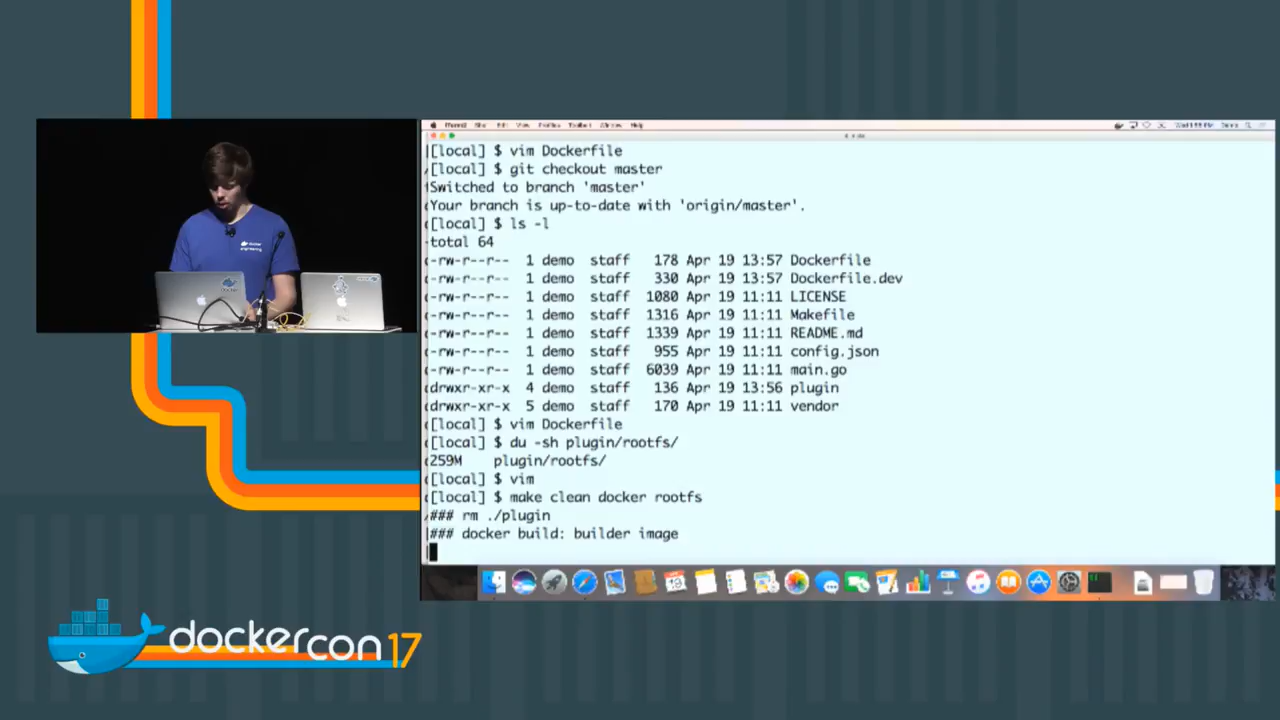 [local] $ vim Dockerfile
[local] $ git checkout master
Switched to branch 'master'
Your branch is up-to-date with 'origin/master'.
[local] $ ls -l
total 64
-rw-r--r-- 1 demo staff 178 Apr 19 13:57 Dockerfile
-rw-r--r-- 1 demo staff 330 Apr 19 13:57 Dockerfile.dev
-rw-r--r-- 1 demo staff 1080 Apr 19 11:11 LICENSE
-rw-r--r-- 1 demo staff 1316 Apr 19 11:11 Makefile
-rw-r--r-- 1 demo staff 1339 Apr 19 11:11 README.md
-rw-r--r-- 1 demo staff 955 Apr 19 11:11 config.json
-rw-r--r-- 1 demo staff 6039 Apr 19 11:11 main.go
drwxr-xr-x 4 demo staff 136 Apr 19 13:56 plugin
drwxr-xr-x 5 demo staff 170 Apr 19 11:11 vendor
[local] $ vim Dockerfile
[local] $ du -sh plugin/rootfs/
259M plugin/rootfs/
[local] $ vim
[local] $ make clean docker rootfs
### rm ./plugin
### docker build: builder image
docker
engineering
dockercon 17